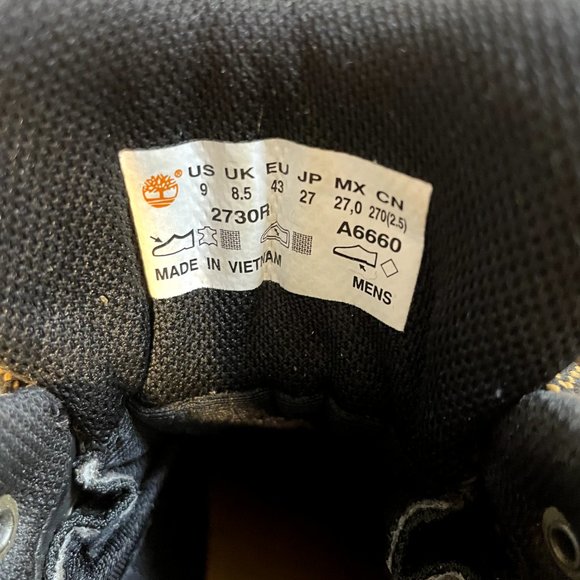 ® US UK EU JP MX CN
9 8.5 43 27 27,0 270(2.5)
2730R A6660
MADE IN VIETNAM MENS